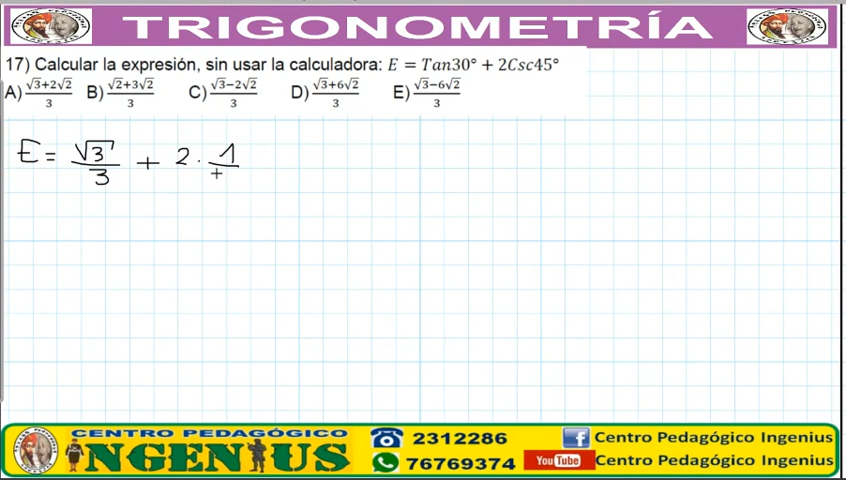 TRIGONOMETRÍA
17) Calcular la expresión, sin usar la calculadora: E = Tan30° + 2Csc45°
A) √3+2√2/3 B) √2+3√2/3 C) √3−2√2/3 D) √3+6√2/3 E) √3−6√2/3
E = √3/3 + 2 · 1/+
CENTRO PEDAGÓGICO
INGENIUS
2312286
76769374
Centro Pedagógico Ingenius
YouTube Centro Pedagógico Ingenius